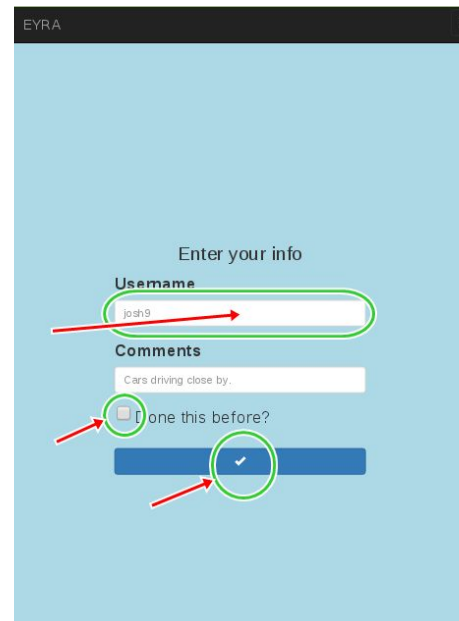 EYRA
Enter your info
Username
josh9
Comments
Cars driving close by.
Done this before?